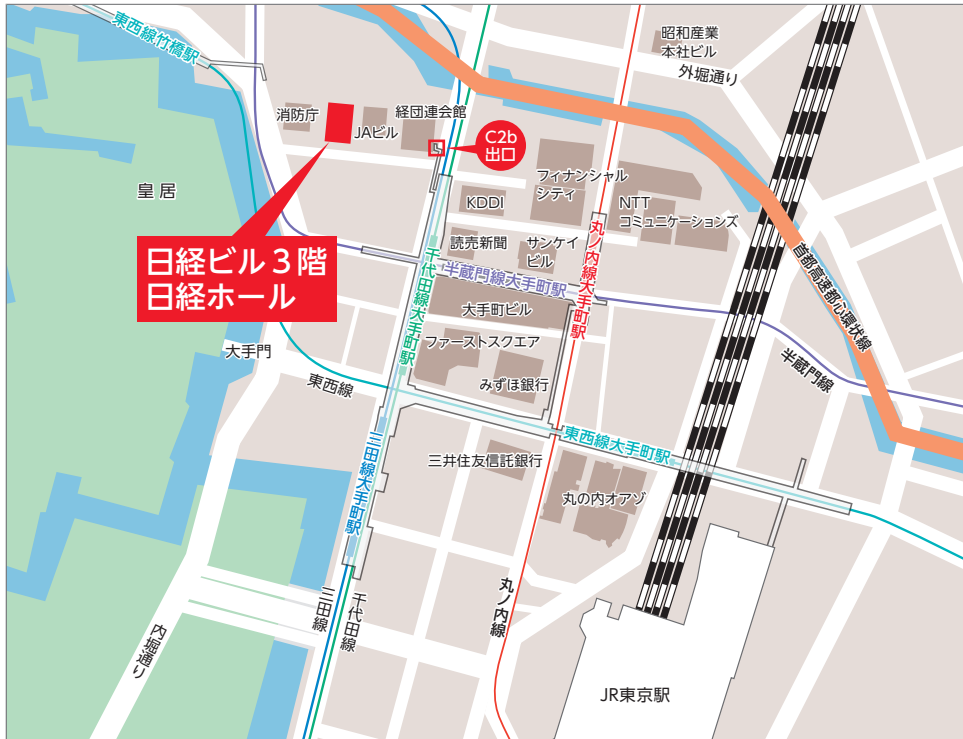 東西線竹橋駅
昭和産業
本社ビル
外堀通り
消防庁
JAビル
経団連会館
C2b
出口
フィナンシャル
シティ
皇居
KDDI
NTT
コミュニケーションズ
読売新聞
サンケイ
ビル
日経ビル3階
日経ホール
千代田線大手町駅
半蔵門線大手町駅
丸ノ内線大手町駅
首都高速都心環状線
大手町ビル
ファーストスクエア
大手門
東西線
みずほ銀行
半蔵門線
三田線大手町駅
三井住友信託銀行
東西線大手町駅
丸の内オアゾ
三田線
千代田線
丸ノ内線
内堀通り
JR東京駅